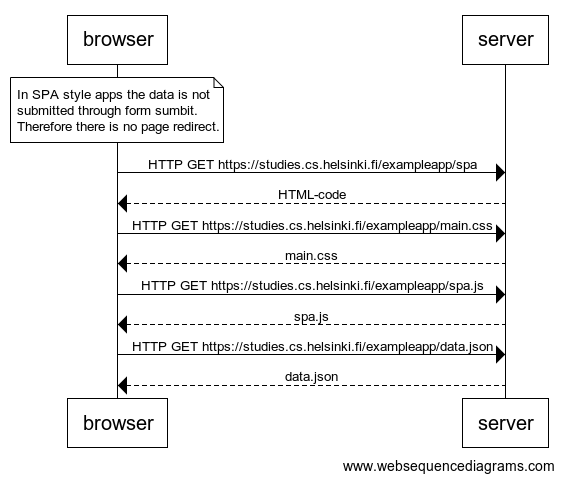 browser
server
In SPA style apps the data is not
submitted through form sumbit.
Therefore there is no page redirect.
HTTP GET https://studies.cs.helsinki.fi/exampleapp/spa
HTML-code
HTTP GET https://studies.cs.helsinki.fi/exampleapp/main.css
main.css
HTTP GET https://studies.cs.helsinki.fi/exampleapp/spa.js
spa.js
HTTP GET https://studies.cs.helsinki.fi/exampleapp/data.json
data.json
browser
server
www.websequencediagrams.com